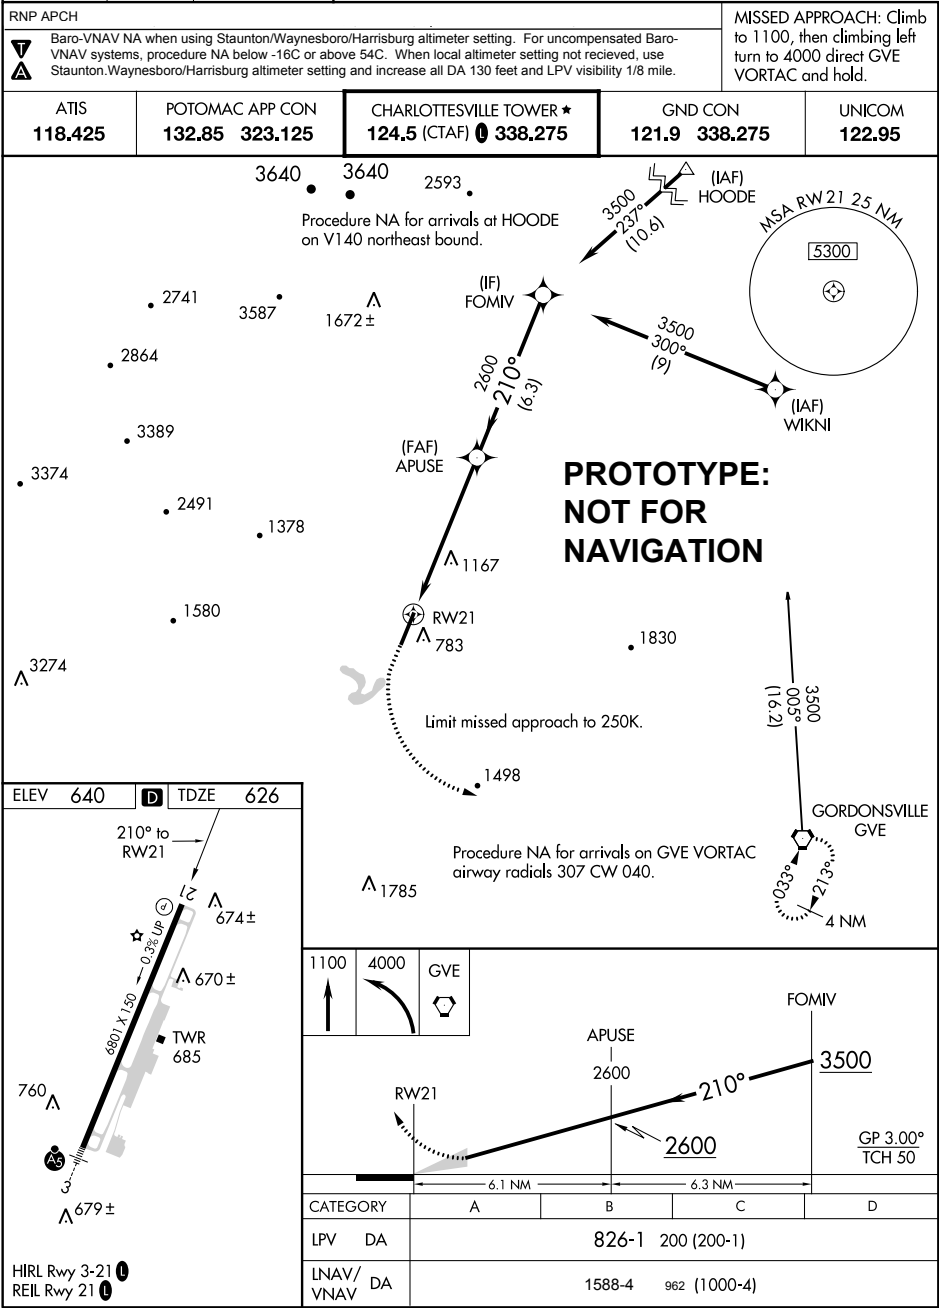 RNP APCH
T
A
Baro-VNAV NA when using Staunton/Waynesboro/Harrisburg altimeter setting. For uncompensated Baro-
VNAV systems, procedure NA below -16C or above 54C. When local altimeter setting not recieved, use
Staunton.Waynesboro/Harrisburg altimeter setting and increase all DA 130 feet and LPV visibility 1/8 mile.
MISSED APPROACH: Climb
to 1100, then climbing left
turn to 4000 direct GVE
VORTAC and hold.
ATIS
118.425
POTOMAC APP CON
132.85 323.125
CHARLOTTESVILLE TOWER ★
124.5 (CTAF) L 338.275
GND CON
121.9 338.275
UNICOM
122.95
3640
3640
2593
Procedure NA for arrivals at HOODE
on V140 northeast bound.
3500
237°
(10.6)
(IAF)
HOODE
MSA RW21 25 NM
5300
2741
3587
1672 ±
(IF)
FOMIV
3500
300°
(9)
2864
2600
210°
(6.3)
(IAF)
WIKNI
3389
(FAF)
APUSE
3374
2491
1378
PROTOTYPE:
NOT FOR
NAVIGATION
1167
1580
RW21
783
1830
3274
3500
005°
(16.2)
Limit missed approach to 250K.
1498
GORDONSVILLE
GVE
Procedure NA for arrivals on GVE VORTAC
airway radials 307 CW 040.
1785
033°
213°
4 NM
ELEV 640
D
TDZE 626
210° to
RW21
21
P
674 ±
0.3% UP
670 ±
6801 X 150
TWR
685
760
A5
3
679 ±
HIRL Rwy 3-21 L
REIL Rwy 21 L
1100
4000
GVE
FOMIV
APUSE
2600
3500
210°
RW21
2600
GP 3.00°
TCH 50
6.1 NM
6.3 NM
CATEGORY A B C D
LPV DA 826-1 200 (200-1)
LNAV/
VNAV DA 1588-4 962 (1000-4)